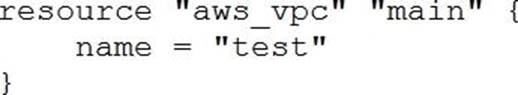 resource "aws_vpc" "main" {
    name = "test"
}